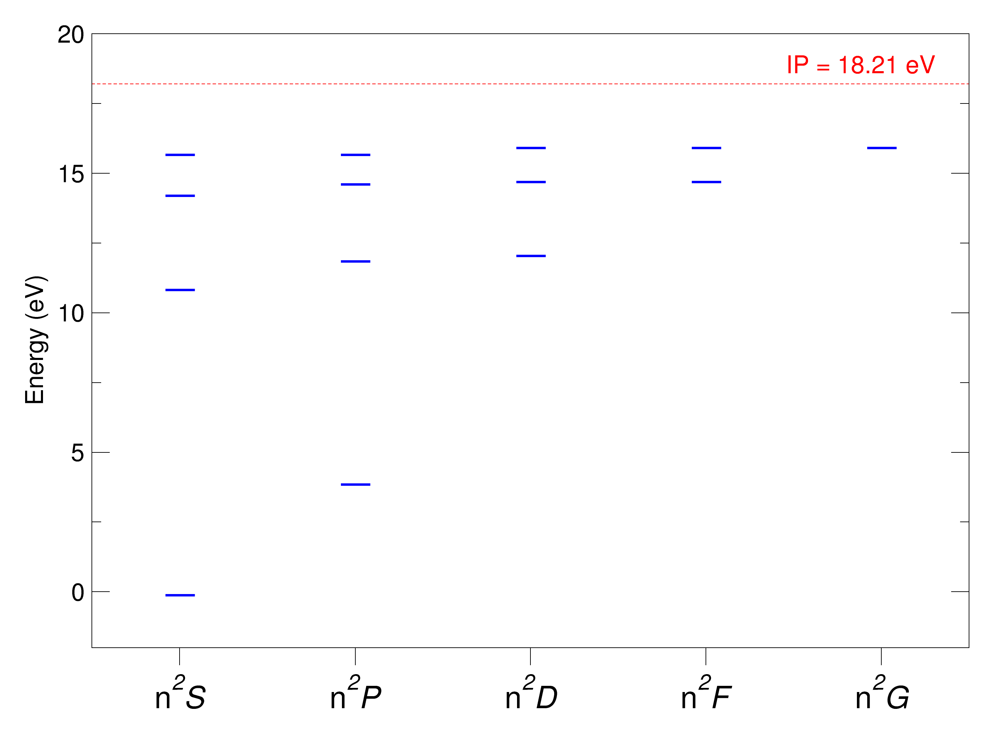 20
IP = 18.21 eV
15
10
5
0
Energy (eV)
n²S n²P n²D n²F n²G